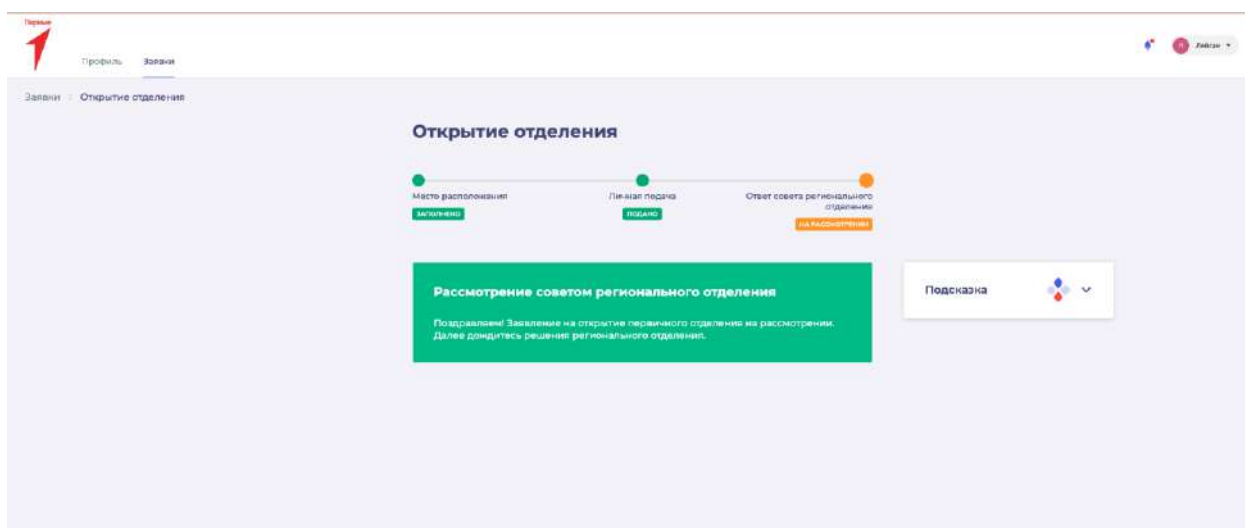 Первые
Профиль Заявки
Лейсан
Заявки Открытие отделения
Открытие отделения
Место расположения
ЗАПОЛНЕНО
Личная подача
ПОДАНО
Ответ совета регионального
отделения
НА РАССМОТРЕНИИ
Рассмотрение советом регионального отделения
Поздравляем! Заявление на открытие первичного отделения на рассмотрении.
Далее дождитесь решения регионального отделения.
Подсказка